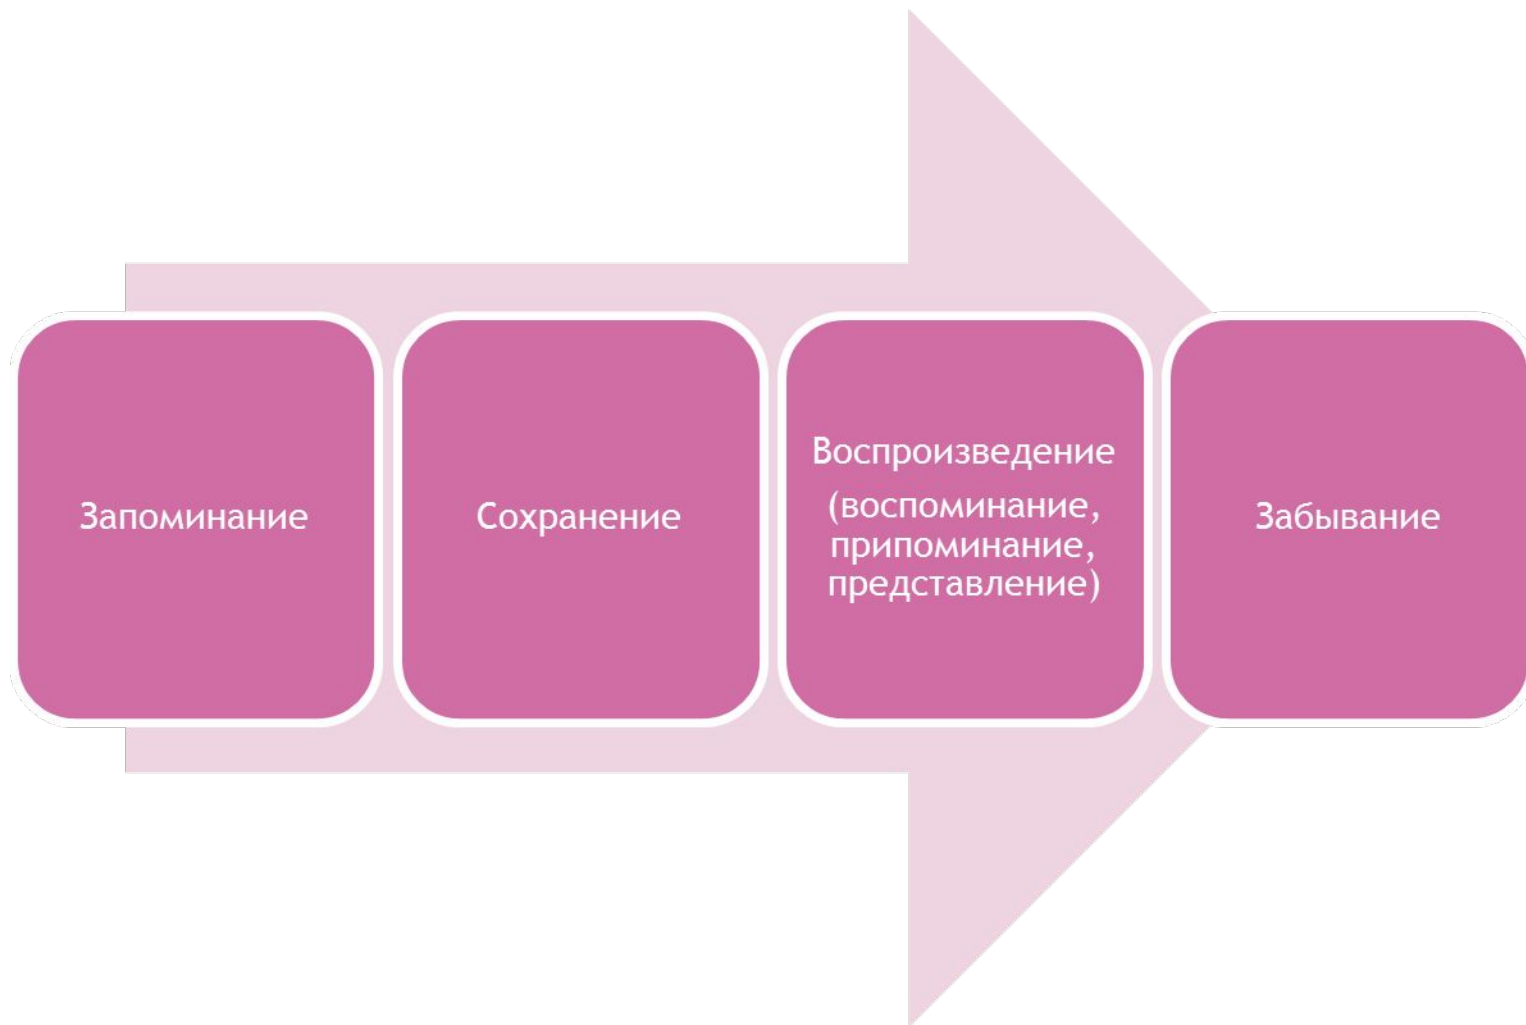 Запоминание
Сохранение
Воспроизведение
(воспоминание,
припоминание,
представление)
Забывание